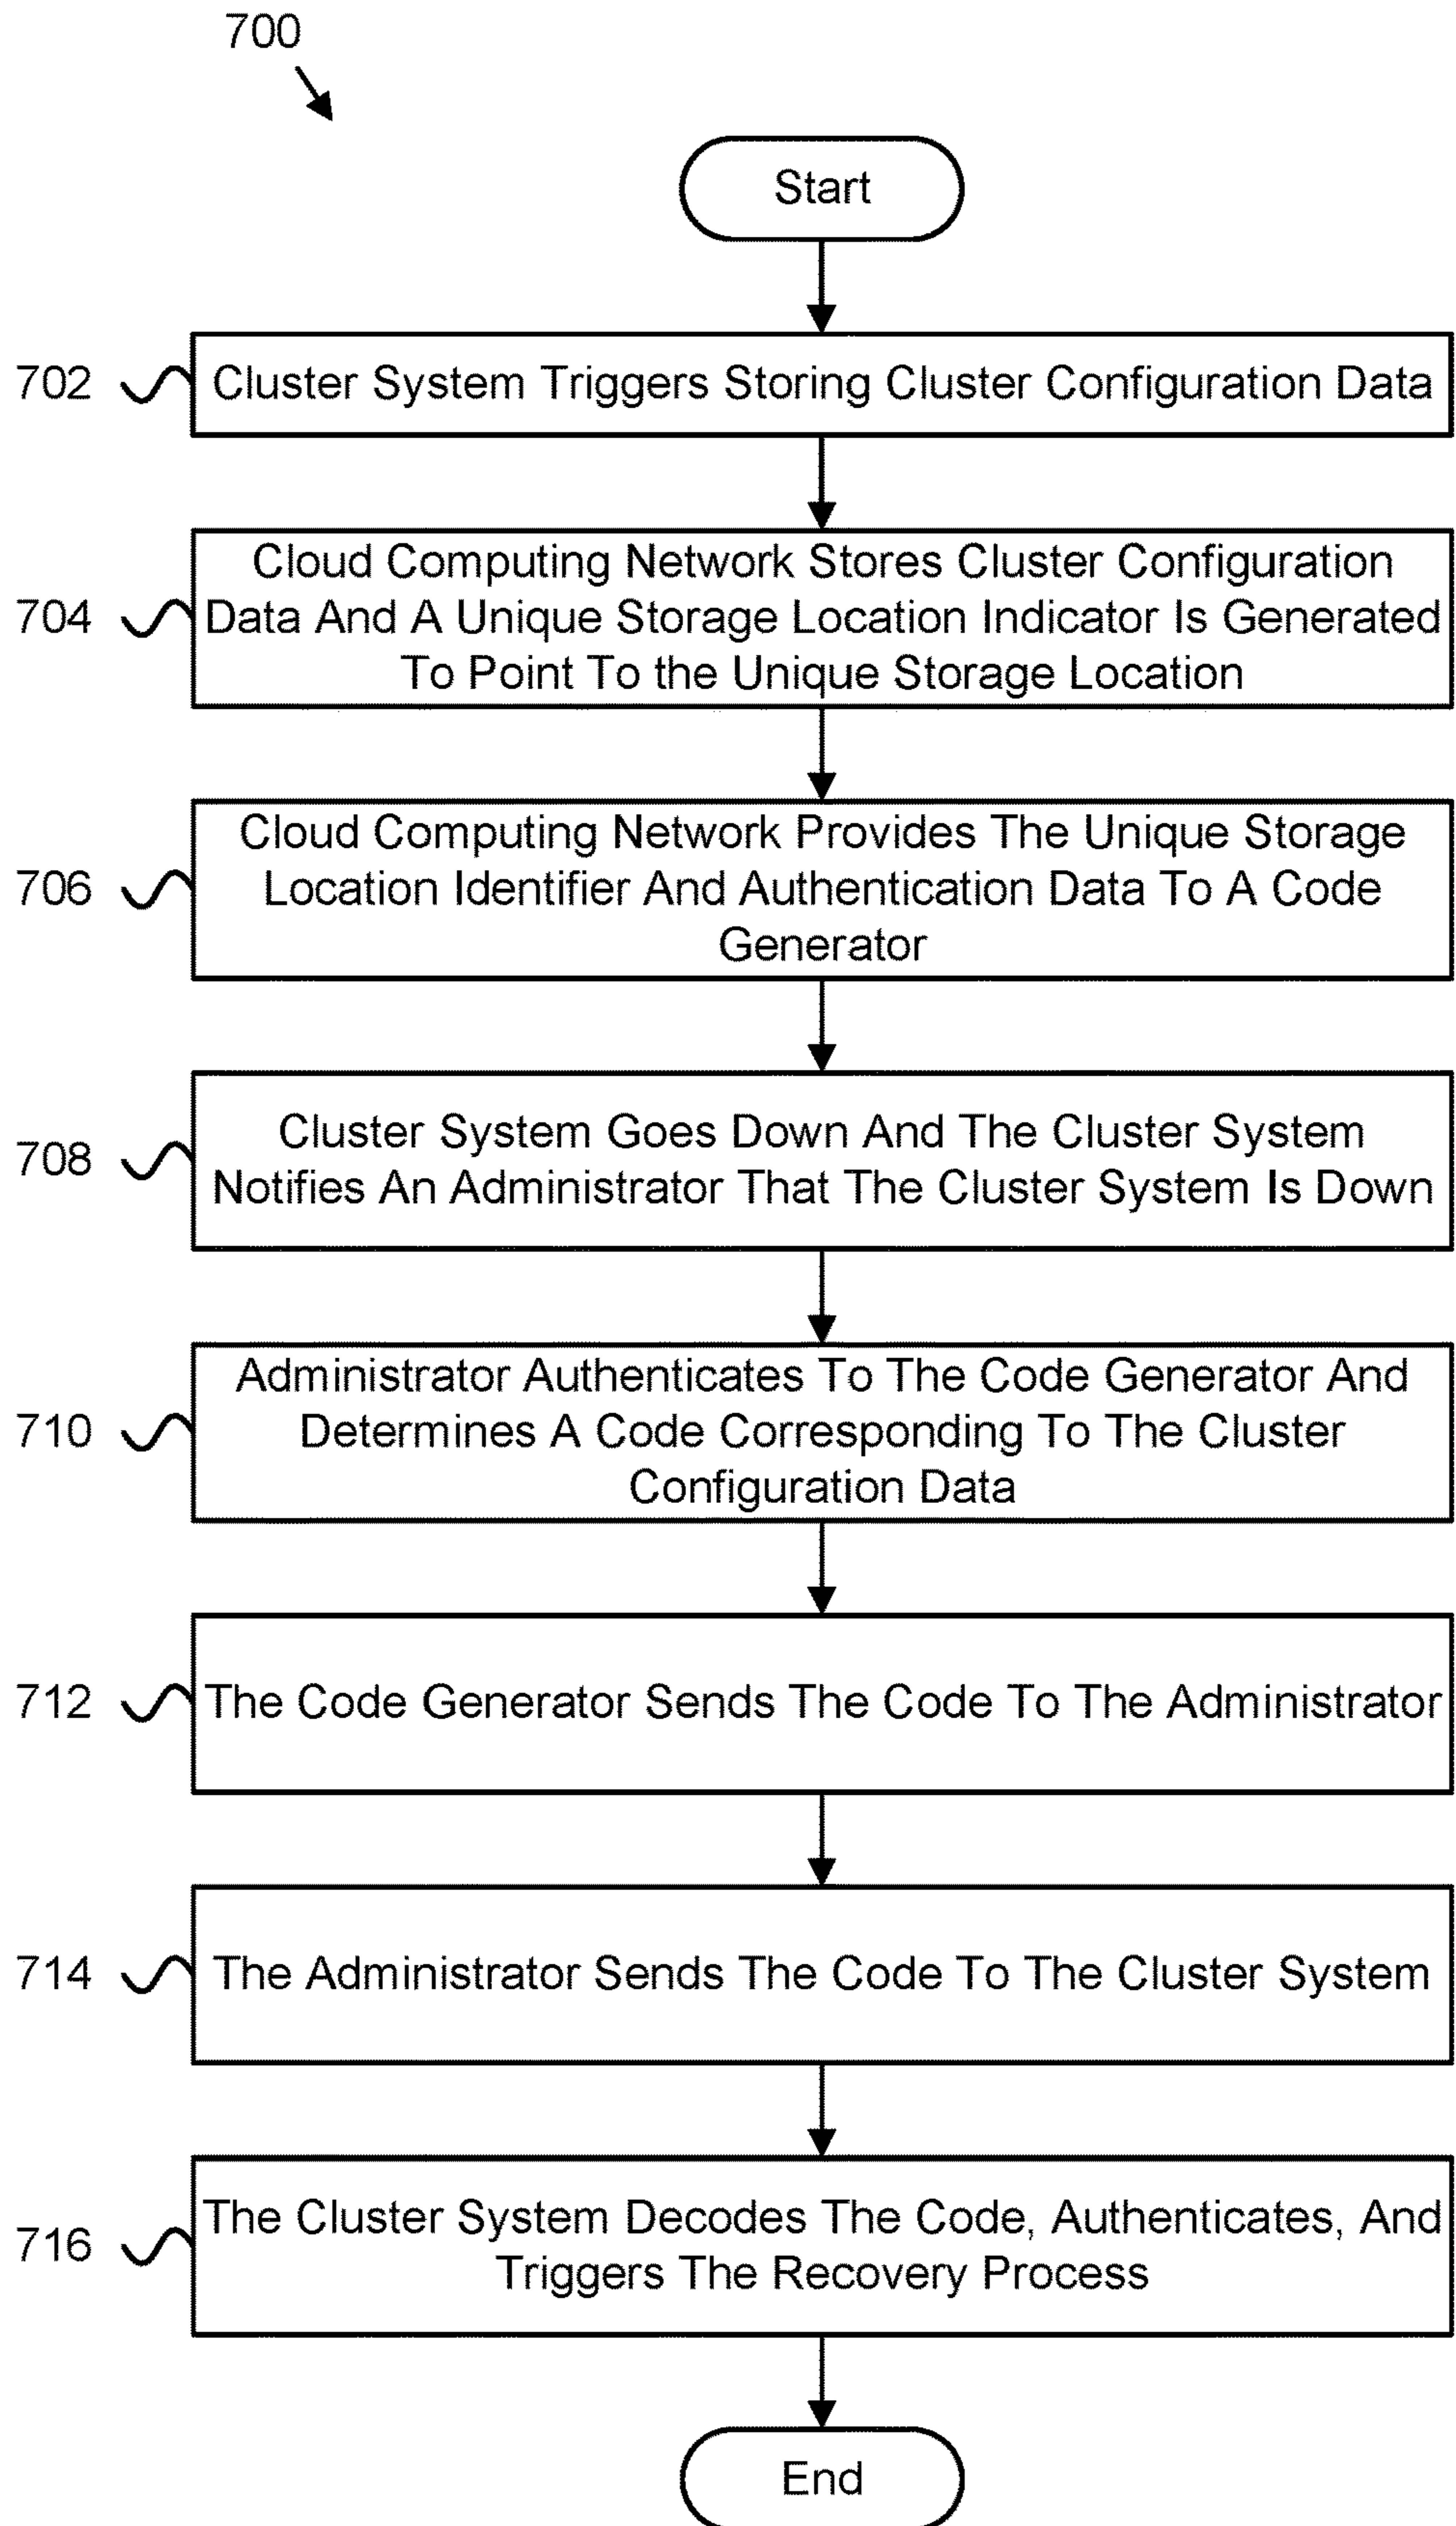 700
Start
702
Cluster System Triggers Storing Cluster Configuration Data
704
Cloud Computing Network Stores Cluster Configuration
Data And A Unique Storage Location Indicator Is Generated
To Point To the Unique Storage Location
706
Cloud Computing Network Provides The Unique Storage
Location Identifier And Authentication Data To A Code
Generator
708
Cluster System Goes Down And The Cluster System
Notifies An Administrator That The Cluster System Is Down
710
Administrator Authenticates To The Code Generator And
Determines A Code Corresponding To The Cluster
Configuration Data
712
The Code Generator Sends The Code To The Administrator
714
The Administrator Sends The Code To The Cluster System
716
The Cluster System Decodes The Code, Authenticates, And
Triggers The Recovery Process
End